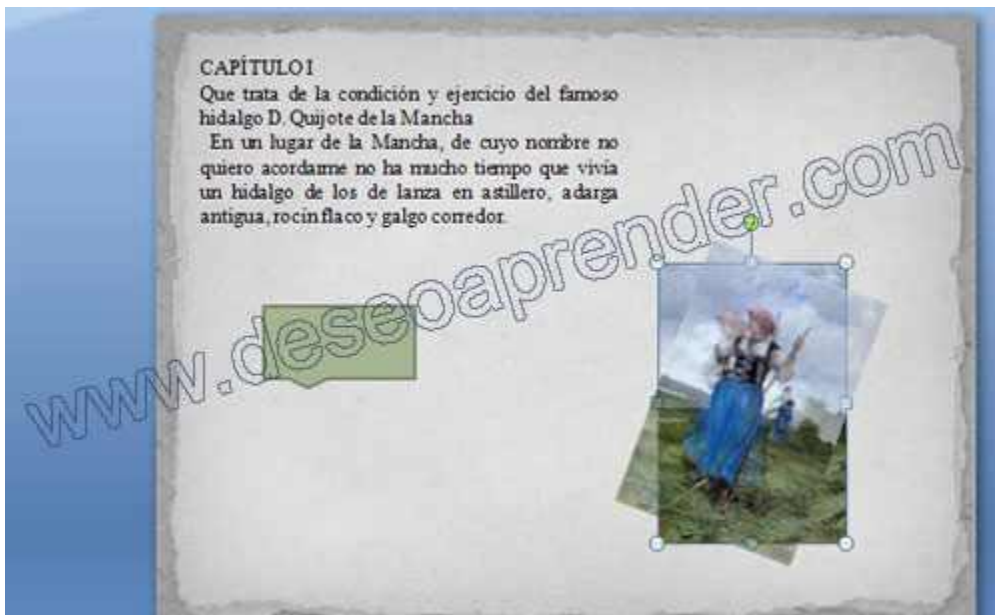 CAPÍTULO I
Que trata de la condición y ejercicio del famoso
hidalgo D. Quijote de la Mancha
En un lugar de la Mancha, de cuyo nombre no
quiero acordarme no ha mucho tiempo que vivía
un hidalgo de los de lanza en astillero, adarga
antigua, rocín flaco y galgo corredor.
www.deseoaprender.com